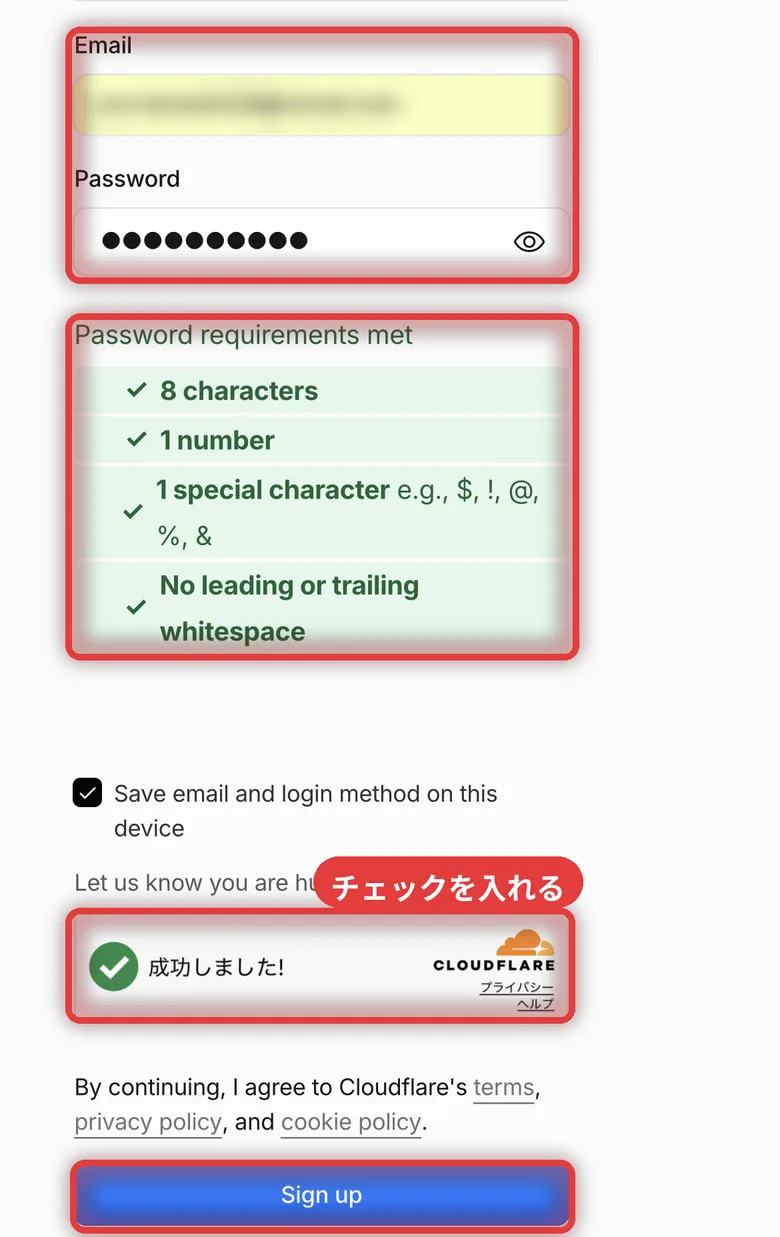 Email
Password
Password requirements met
8 characters
1 number
1 special character e.g., $, !, @,
%, &
No leading or trailing
whitespace
Save email and login method on this
device
Let us know you are
チェックを入れる
成功しました!
CLOUDFLARE
プライバシー
ヘルプ
By continuing, I agree to Cloudflare's terms,
privacy policy, and cookie policy.
Sign up